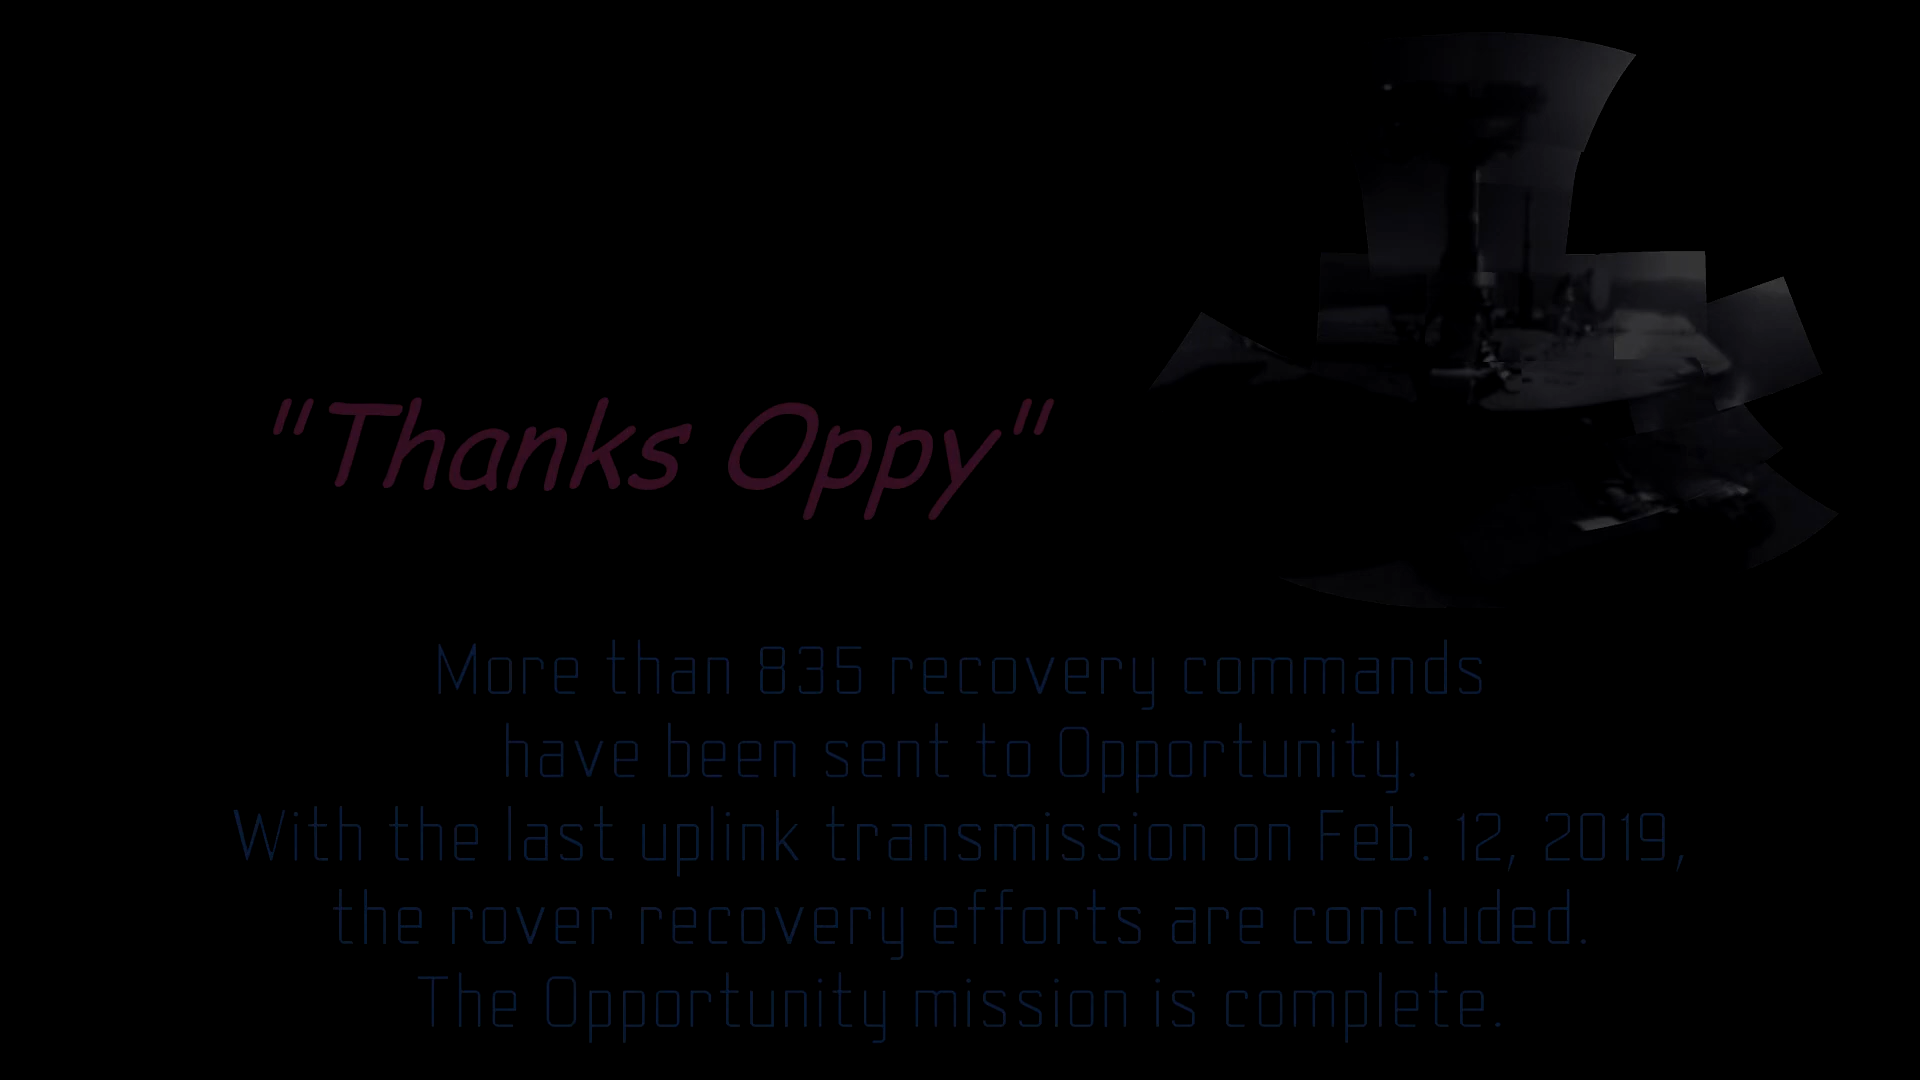 "Thanks Oppy"
More than 835 recovery commands
have been sent to Opportunity.
With the last uplink transmission on Feb. 12, 2019,
the rover recovery efforts are concluded.
The Opportunity mission is complete.